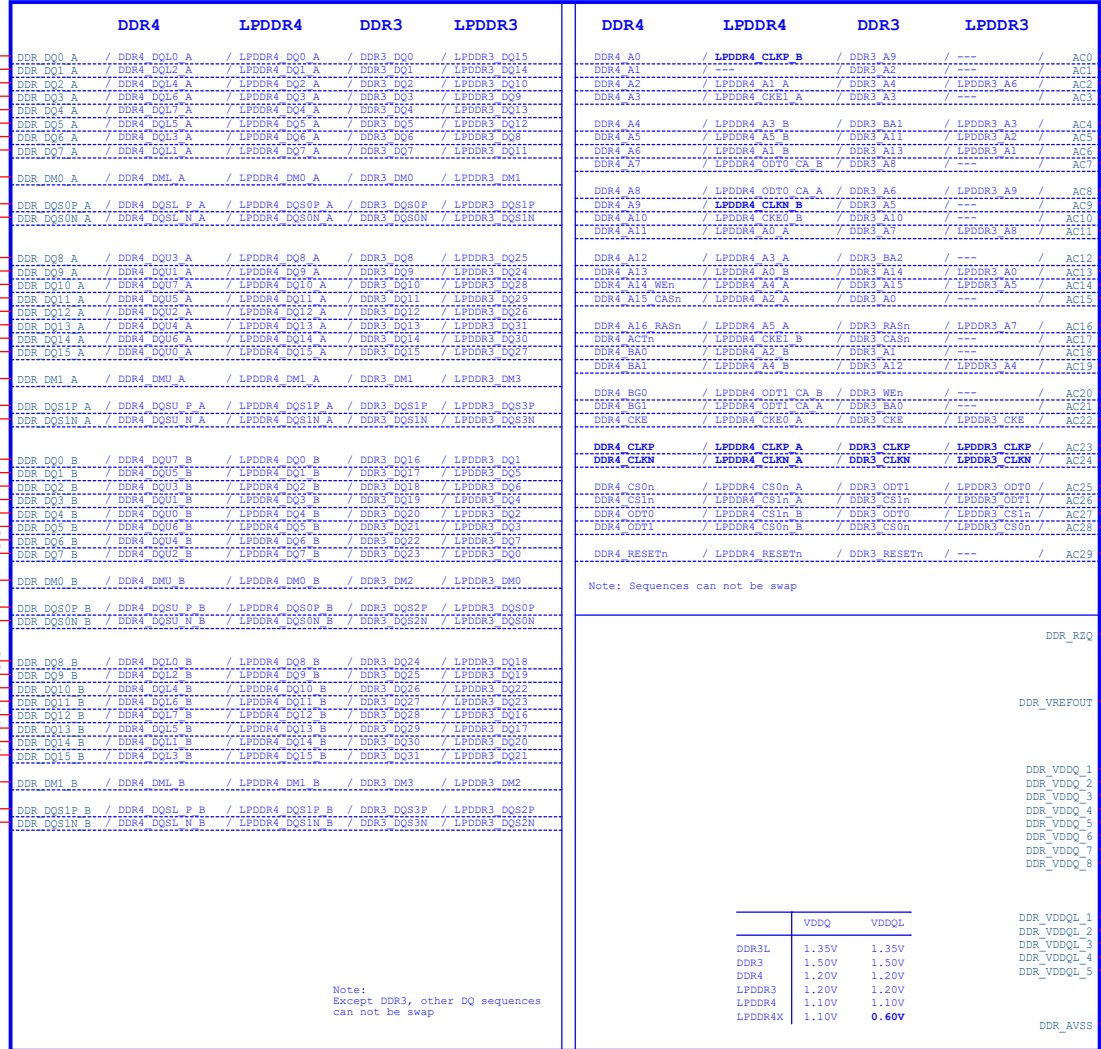 DDR4 LPDDR4 DDR3 LPDDR3
DDR_DQ0_A / DDR4_DQL0_A / LPDDR4_DQ0_A / DDR3_DQ0 / LPDDR3_DQ15
DDR_DQ1_A / DDR4_DQL2_A / LPDDR4_DQ1_A / DDR3_DQ1 / LPDDR3_DQ14
DDR_DQ2_A / DDR4_DQL4_A / LPDDR4_DQ2_A / DDR3_DQ2 / LPDDR3_DQ10
DDR_DQ3_A / DDR4_DQL6_A / LPDDR4_DQ3_A / DDR3_DQ3 / LPDDR3_DQ9
DDR_DQ4_A / DDR4_DQL7_A / LPDDR4_DQ4_A / DDR3_DQ4 / LPDDR3_DQ13
DDR_DQ5_A / DDR4_DQL5_A / LPDDR4_DQ5_A / DDR3_DQ5 / LPDDR3_DQ12
DDR_DQ6_A / DDR4_DQL3_A / LPDDR4_DQ6_A / DDR3_DQ6 / LPDDR3_DQ8
DDR_DQ7_A / DDR4_DQL1_A / LPDDR4_DQ7_A / DDR3_DQ7 / LPDDR3_DQ11
DDR_DM0_A / DDR4_DML_A / LPDDR4_DM0_A / DDR3_DM0 / LPDDR3_DM1
DDR_DQS0P_A / DDR4_DQSL_P_A / LPDDR4_DQS0P_A / DDR3_DQS0P / LPDDR3_DQS1P
DDR_DQS0N_A / DDR4_DQSL_N_A / LPDDR4_DQS0N_A / DDR3_DQS0N / LPDDR3_DQS1N
DDR_DQ8_A / DDR4_DQU3_A / LPDDR4_DQ8_A / DDR3_DQ8 / LPDDR3_DQ25
DDR_DQ9_A / DDR4_DQU1_A / LPDDR4_DQ9_A / DDR3_DQ9 / LPDDR3_DQ24
DDR_DQ10_A / DDR4_DQU7_A / LPDDR4_DQ10_A / DDR3_DQ10 / LPDDR3_DQ28
DDR_DQ11_A / DDR4_DQU5_A / LPDDR4_DQ11_A / DDR3_DQ11 / LPDDR3_DQ29
DDR_DQ12_A / DDR4_DQU2_A / LPDDR4_DQ12_A / DDR3_DQ12 / LPDDR3_DQ26
DDR_DQ13_A / DDR4_DQU4_A / LPDDR4_DQ13_A / DDR3_DQ13 / LPDDR3_DQ31
DDR_DQ14_A / DDR4_DQU6_A / LPDDR4_DQ14_A / DDR3_DQ14 / LPDDR3_DQ30
DDR_DQ15_A / DDR4_DQU0_A / LPDDR4_DQ15_A / DDR3_DQ15 / LPDDR3_DQ27
DDR_DM1_A / DDR4_DMU_A / LPDDR4_DM1_A / DDR3_DM1 / LPDDR3_DM3
DDR_DQS1P_A / DDR4_DQSU_P_A / LPDDR4_DQS1P_A / DDR3_DQS1P / LPDDR3_DQS3P
DDR_DQS1N_A / DDR4_DQSU_N_A / LPDDR4_DQS1N_A / DDR3_DQS1N / LPDDR3_DQS3N
DDR_DQ0_B / DDR4_DQU7_B / LPDDR4_DQ0_B / DDR3_DQ16 / LPDDR3_DQ1
DDR_DQ1_B / DDR4_DQU5_B / LPDDR4_DQ1_B / DDR3_DQ17 / LPDDR3_DQ5
DDR_DQ2_B / DDR4_DQU3_B / LPDDR4_DQ2_B / DDR3_DQ18 / LPDDR3_DQ6
DDR_DQ3_B / DDR4_DQU1_B / LPDDR4_DQ3_B / DDR3_DQ19 / LPDDR3_DQ4
DDR_DQ4_B / DDR4_DQU0_B / LPDDR4_DQ4_B / DDR3_DQ20 / LPDDR3_DQ2
DDR_DQ5_B / DDR4_DQU6_B / LPDDR4_DQ5_B / DDR3_DQ21 / LPDDR3_DQ3
DDR_DQ6_B / DDR4_DQU4_B / LPDDR4_DQ6_B / DDR3_DQ22 / LPDDR3_DQ7
DDR_DQ7_B / DDR4_DQU2_B / LPDDR4_DQ7_B / DDR3_DQ23 / LPDDR3_DQ0
DDR_DM0_B / DDR4_DMU_B / LPDDR4_DM0_B / DDR3_DM2 / LPDDR3_DM0
DDR_DQS0P_B / DDR4_DQSU_P_B / LPDDR4_DQS0P_B / DDR3_DQS2P / LPDDR3_DQS0P
DDR_DQS0N_B / DDR4_DQSU_N_B / LPDDR4_DQS0N_B / DDR3_DQS2N / LPDDR3_DQS0N
DDR_DQ8_B / DDR4_DQL0_B / LPDDR4_DQ8_B / DDR3_DQ24 / LPDDR3_DQ18
DDR_DQ9_B / DDR4_DQL2_B / LPDDR4_DQ9_B / DDR3_DQ25 / LPDDR3_DQ19
DDR_DQ10_B / DDR4_DQL4_B / LPDDR4_DQ10_B / DDR3_DQ26 / LPDDR3_DQ22
DDR_DQ11_B / DDR4_DQL6_B / LPDDR4_DQ11_B / DDR3_DQ27 / LPDDR3_DQ23
DDR_DQ12_B / DDR4_DQL7_B / LPDDR4_DQ12_B / DDR3_DQ28 / LPDDR3_DQ16
DDR_DQ13_B / DDR4_DQL5_B / LPDDR4_DQ13_B / DDR3_DQ29 / LPDDR3_DQ17
DDR_DQ14_B / DDR4_DQL1_B / LPDDR4_DQ14_B / DDR3_DQ30 / LPDDR3_DQ20
DDR_DQ15_B / DDR4_DQL3_B / LPDDR4_DQ15_B / DDR3_DQ31 / LPDDR3_DQ21
DDR_DM1_B / DDR4_DML_B / LPDDR4_DM1_B / DDR3_DM3 / LPDDR3_DM2
DDR_DQS1P_B / DDR4_DQSL_P_B / LPDDR4_DQS1P_B / DDR3_DQS3P / LPDDR3_DQS2P
DDR_DQS1N_B / DDR4_DQSL_N_B / LPDDR4_DQS1N_B / DDR3_DQS3N / LPDDR3_DQS2N
Note:
Except DDR3, other DQ sequences
can not be swap
DDR4 LPDDR4 DDR3 LPDDR3
DDR4_A0 / LPDDR4_CLKP_B / DDR3_A9 / --- / AC0
DDR4_A1 / --- / DDR3_A2 / --- / AC1
DDR4_A2 / LPDDR4_A1_A / DDR3_A4 / LPDDR3_A6 / AC2
DDR4_A3 / LPDDR4_CKE1_A / DDR3_A3 / --- / AC3
DDR4_A4 / LPDDR4_A3_B / DDR3_BA1 / LPDDR3_A3 / AC4
DDR4_A5 / LPDDR4_A5_B / DDR3_A11 / LPDDR3_A2 / AC5
DDR4_A6 / LPDDR4_A1_B / DDR3_A13 / LPDDR3_A1 / AC6
DDR4_A7 / LPDDR4_ODT0_CA_B / DDR3_A8 / --- / AC7
DDR4_A8 / LPDDR4_ODT0_CA_A / DDR3_A6 / LPDDR3_A9 / AC8
DDR4_A9 / LPDDR4_CLKN_B / DDR3_A5 / --- / AC9
DDR4_A10 / LPDDR4_CKE0_B / DDR3_A10 / --- / AC10
DDR4_A11 / LPDDR4_A0_A / DDR3_A7 / LPDDR3_A8 / AC11
DDR4_A12 / LPDDR4_A3_A / DDR3_BA2 / --- / AC12
DDR4_A13 / LPDDR4_A0_B / DDR3_A14 / LPDDR3_A0 / AC13
DDR4_A14_WEn / LPDDR4_A4_A / DDR3_A15 / LPDDR3_A5 / AC14
DDR4_A15_CASn / LPDDR4_A2_A / DDR3_A0 / --- / AC15
DDR4_A16_RASn / LPDDR4_A5_A / DDR3_RASn / LPDDR3_A7 / AC16
DDR4_ACTn / LPDDR4_CKE1_B / DDR3_CASn / --- / AC17
DDR4_BA0 / LPDDR4_A2_B / DDR3_A1 / --- / AC18
DDR4_BA1 / LPDDR4_A4_B / DDR3_A12 / LPDDR3_A4 / AC19
DDR4_BG0 / LPDDR4_ODT1_CA_B / DDR3_WEn / --- / AC20
DDR4_BG1 / LPDDR4_ODT1_CA_A / DDR3_BA0 / --- / AC21
DDR4_CKE / LPDDR4_CKE0_A / DDR3_CKE / LPDDR3_CKE / AC22
DDR4_CLKP / LPDDR4_CLKP_A / DDR3_CLKP / LPDDR3_CLKP / AC23
DDR4_CLKN / LPDDR4_CLKN_A / DDR3_CLKN / LPDDR3_CLKN / AC24
DDR4_CS0n / LPDDR4_CS0n_A / DDR3_ODT1 / LPDDR3_ODT0 / AC25
DDR4_CS1n / LPDDR4_CS1n_A / DDR3_CS1n / LPDDR3_ODT1 / AC26
DDR4_ODT0 / LPDDR4_CS1n_B / DDR3_ODT0 / LPDDR3_CS1n / AC27
DDR4_ODT1 / LPDDR4_CS0n_B / DDR3_CS0n / LPDDR3_CS0n / AC28
DDR4_RESETn / LPDDR4_RESETn / DDR3_RESETn / --- / AC29
Note: Sequences can not be swap
DDR_RZQ
DDR_VREFOUT
DDR_VDDQ_1
DDR_VDDQ_2
DDR_VDDQ_3
DDR_VDDQ_4
DDR_VDDQ_5
DDR_VDDQ_6
DDR_VDDQ_7
DDR_VDDQ_8
DDR_VDDQL_1
DDR_VDDQL_2
DDR_VDDQL_3
DDR_VDDQL_4
DDR_VDDQL_5
DDR_AVSS
VDDQ VDDQL
DDR3L 1.35V 1.35V
DDR3 1.50V 1.50V
DDR4 1.20V 1.20V
LPDDR3 1.20V 1.20V
LPDDR4 1.10V 1.10V
LPDDR4X 1.10V 0.60V